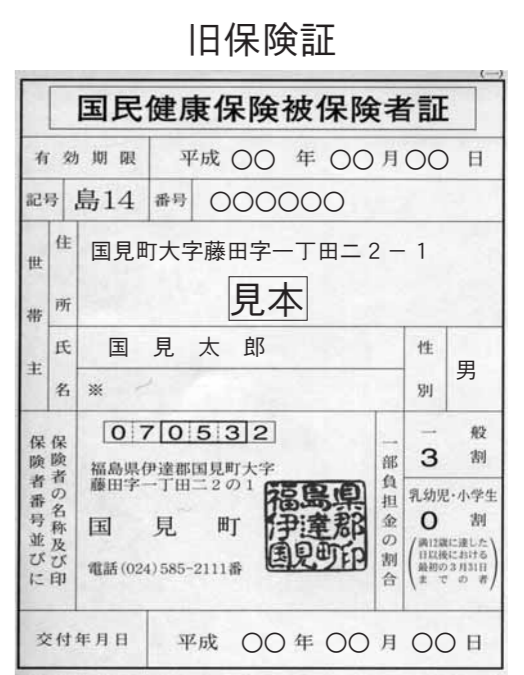 旧保険証
(一)
国民健康保険被保険者証
有効期限 平成 〇〇 年 〇〇 月 〇〇 日
記号 島14 番号 〇〇〇〇〇〇
世帯主
住所
国見町大字藤田字一丁田二2－1
見本
氏名
国見太郎
※
性別
男
保険者番号並びに
保険者の名称及び印
070532
福島県伊達郡国見町大字
藤田字一丁田二2の1
国見町
電話(024)585-2111番
福島県
伊達郡
国見町印
一部負担金の割合
一般
3割
乳幼児・小学生
0割
(満12歳に達した
日以後における
最初の3月31日
までの者)
交付年月日 平成 〇〇 年 〇〇 月 〇〇 日